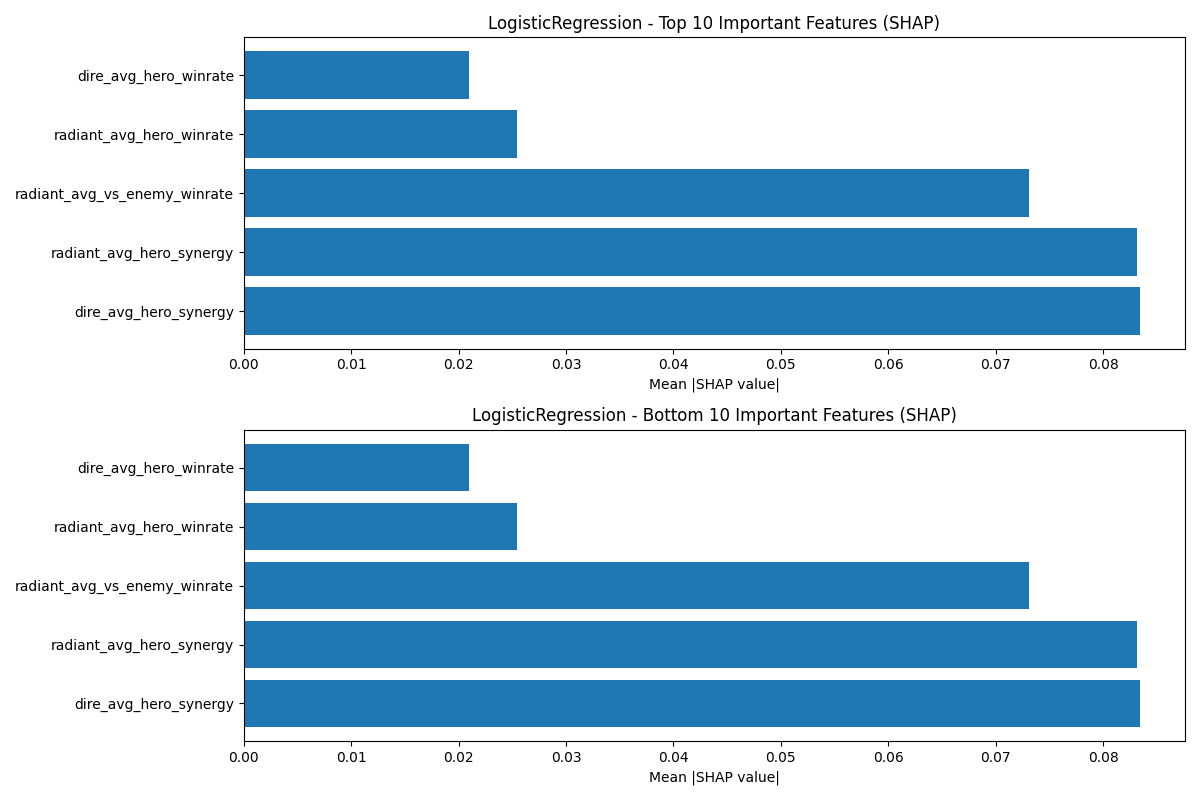 LogisticRegression - Top 10 Important Features (SHAP)
dire_avg_hero_winrate
radiant_avg_hero_winrate
radiant_avg_vs_enemy_winrate
radiant_avg_hero_synergy
dire_avg_hero_synergy
0.00 0.01 0.02 0.03 0.04 0.05 0.06 0.07 0.08
Mean |SHAP value|
LogisticRegression - Bottom 10 Important Features (SHAP)
dire_avg_hero_winrate
radiant_avg_hero_winrate
radiant_avg_vs_enemy_winrate
radiant_avg_hero_synergy
dire_avg_hero_synergy
0.00 0.01 0.02 0.03 0.04 0.05 0.06 0.07 0.08
Mean |SHAP value|